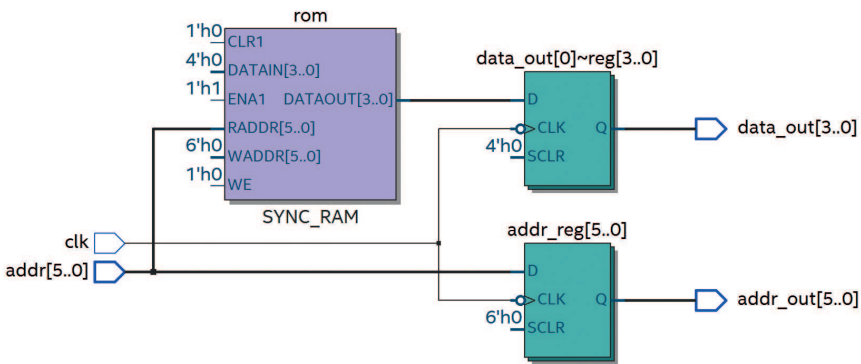 rom
1'h0
CLR1
4'h0
DATAIN[3..0]
1'h1
ENA1 DATAOUT[3..0]
RADDR[5..0]
6'h0
WADDR[5..0]
1'h0
WE
SYNC_RAM
data_out[0]~reg[3..0]
D
CLK Q
4'h0
SCLR
data_out[3..0]
clk
addr[5..0]
addr_reg[5..0]
D
CLK Q
6'h0
SCLR
addr_out[5..0]